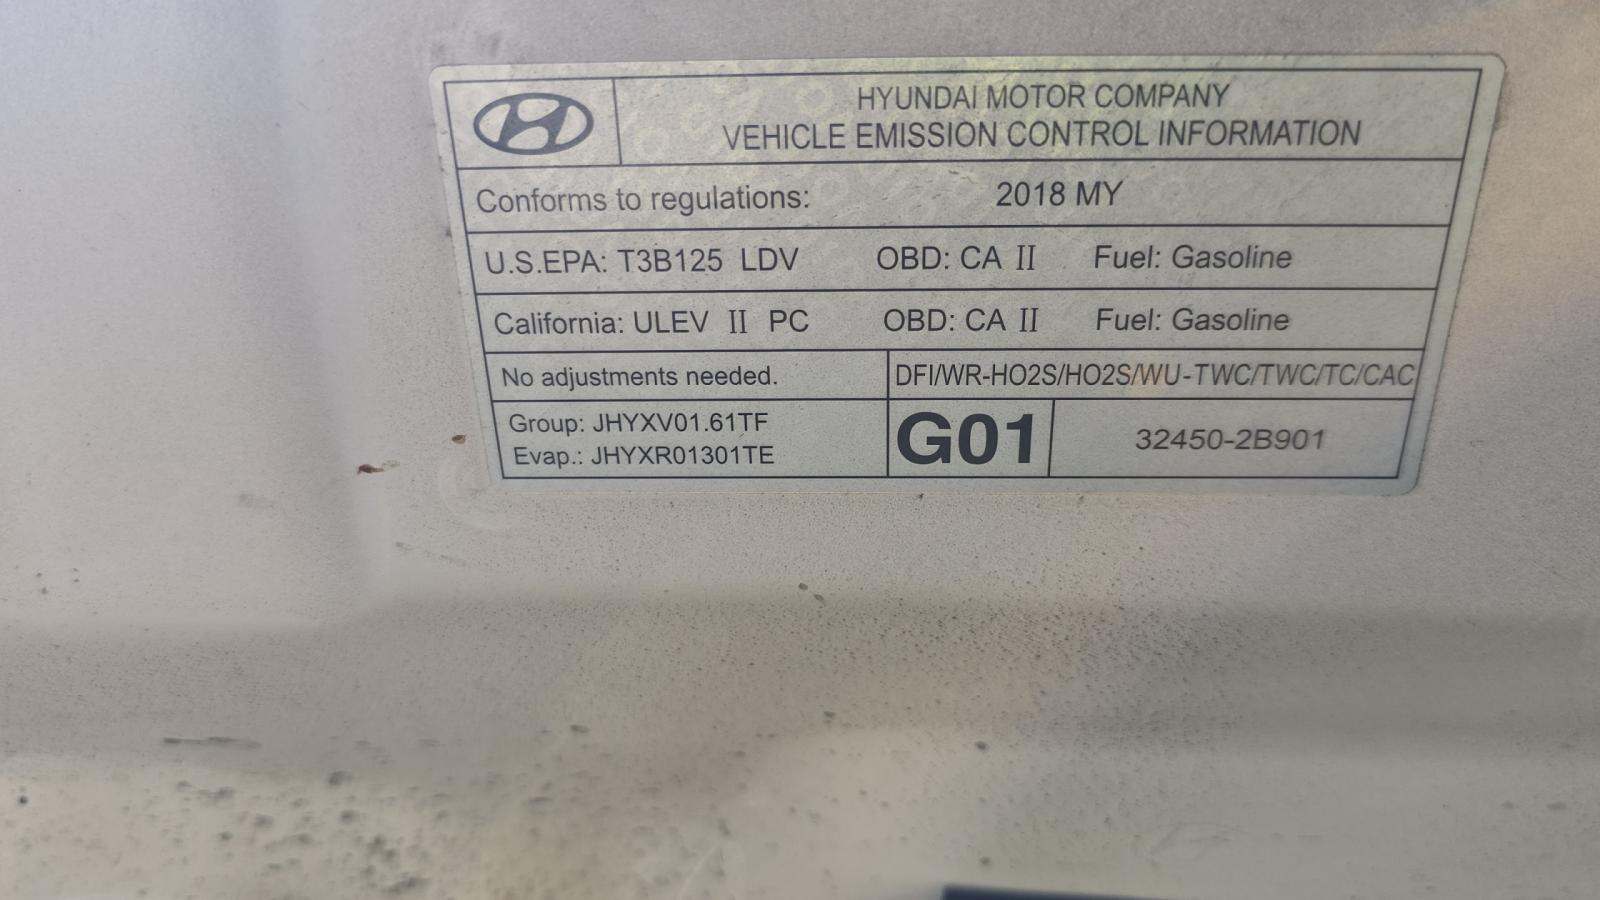 HYUNDAI MOTOR COMPANY
VEHICLE EMISSION CONTROL INFORMATION
Conforms to regulations: 2018 MY
U.S.EPA: T3B125 LDV OBD: CA II Fuel: Gasoline
California: ULEV II PC OBD: CA II Fuel: Gasoline
No adjustments needed. DFI/WR-HO2S/HO2S/WU-TWC/TWC/TC/CAC
Group: JHYXV01.61TF
Evap.: JHYXR01301TE
G01 32450-2B901